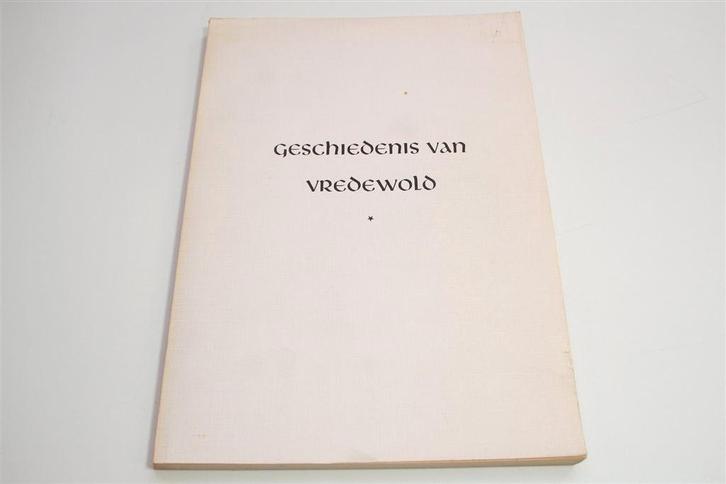 Geschiedenis van
Vredewold
*